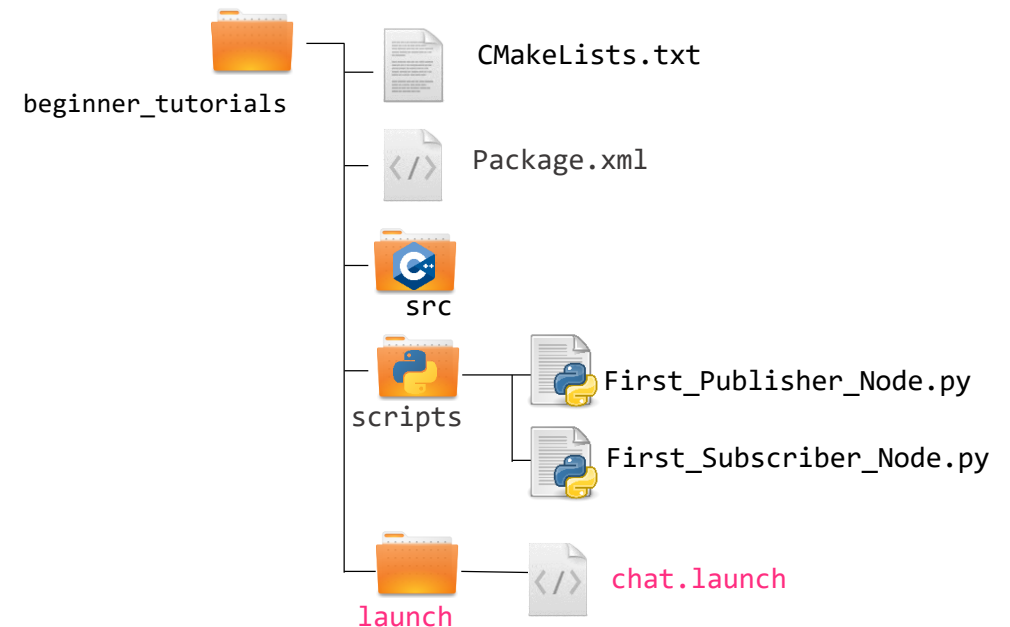 CMakeLists.txt
beginner_tutorials
Package.xml
</>
C++
src
First_Publisher_Node.py
scripts
First_Subscriber_Node.py
chat.launch
</>
launch